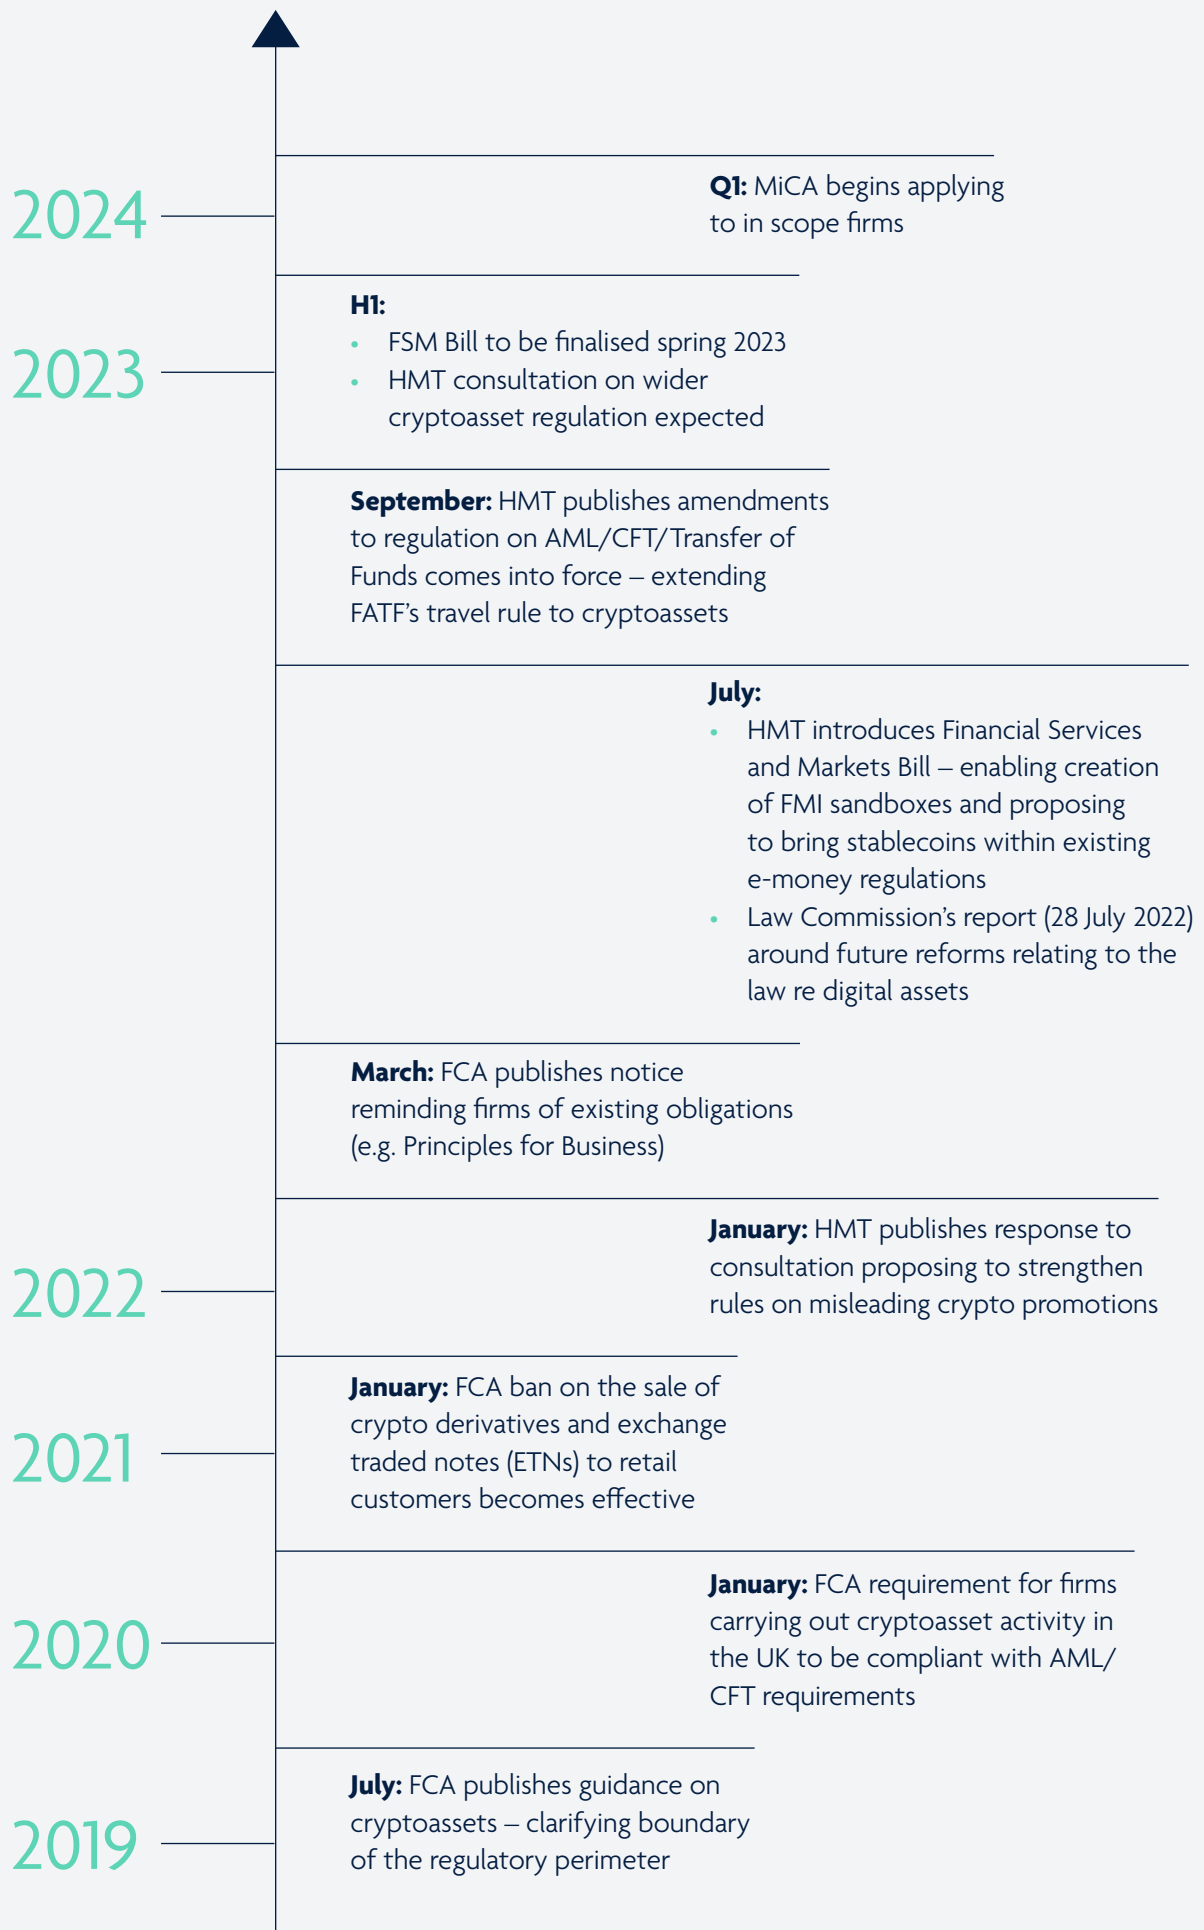 2024
Q1: MiCA begins applying
to in scope firms
2023
H1:
• FSM Bill to be finalised spring 2023
• HMT consultation on wider
cryptoasset regulation expected
September: HMT publishes amendments
to regulation on AML/CFT/Transfer of
Funds comes into force – extending
FATF’s travel rule to cryptoassets
July:
• HMT introduces Financial Services
and Markets Bill – enabling creation
of FMI sandboxes and proposing
to bring stablecoins within existing
e-money regulations
• Law Commission’s report (28 July 2022)
around future reforms relating to the
law re digital assets
March: FCA publishes notice
reminding firms of existing obligations
(e.g. Principles for Business)
2022
January: HMT publishes response to
consultation proposing to strengthen
rules on misleading crypto promotions
2021
January: FCA ban on the sale of
crypto derivatives and exchange
traded notes (ETNs) to retail
customers becomes effective
2020
January: FCA requirement for firms
carrying out cryptoasset activity in
the UK to be compliant with AML/
CFT requirements
2019
July: FCA publishes guidance on
cryptoassets – clarifying boundary
of the regulatory perimeter